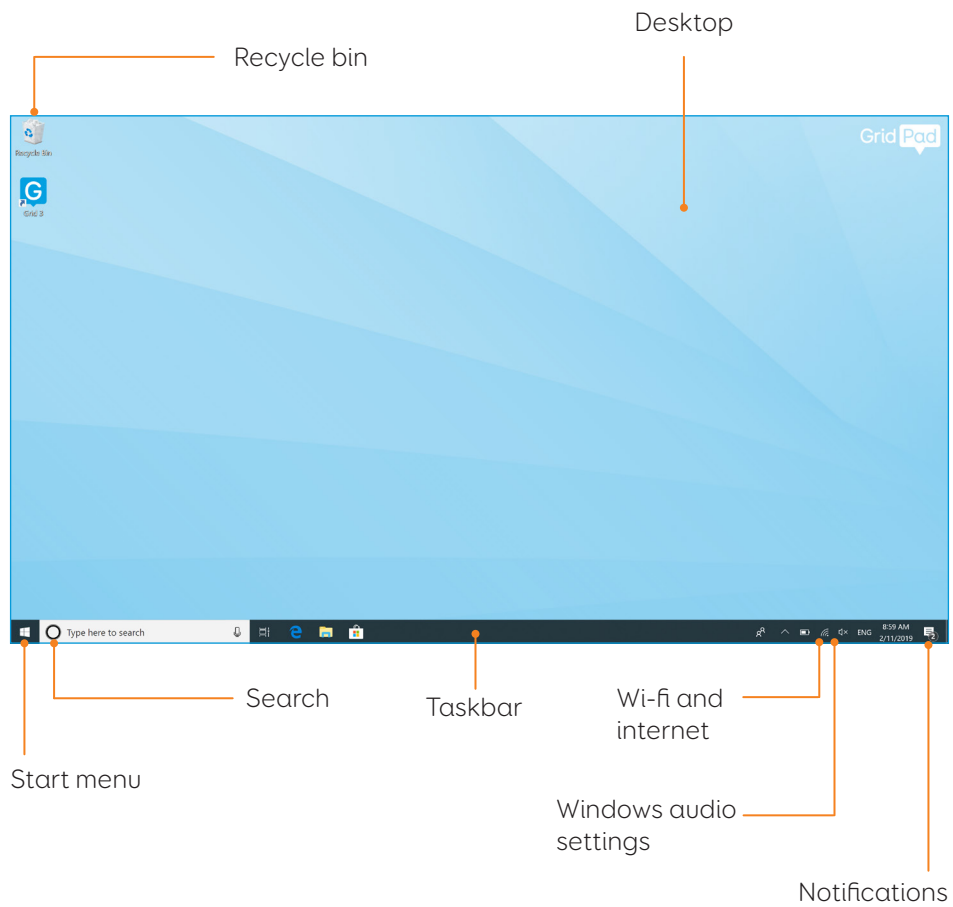 Desktop
Recycle bin
Recycle Bin
Grid Pad
G
Grid 3
Type here to search
e
ENG
8:59 AM
2/11/2019
2
Search
Taskbar
Wi-fi and
internet
Start menu
Windows audio
settings
Notifications